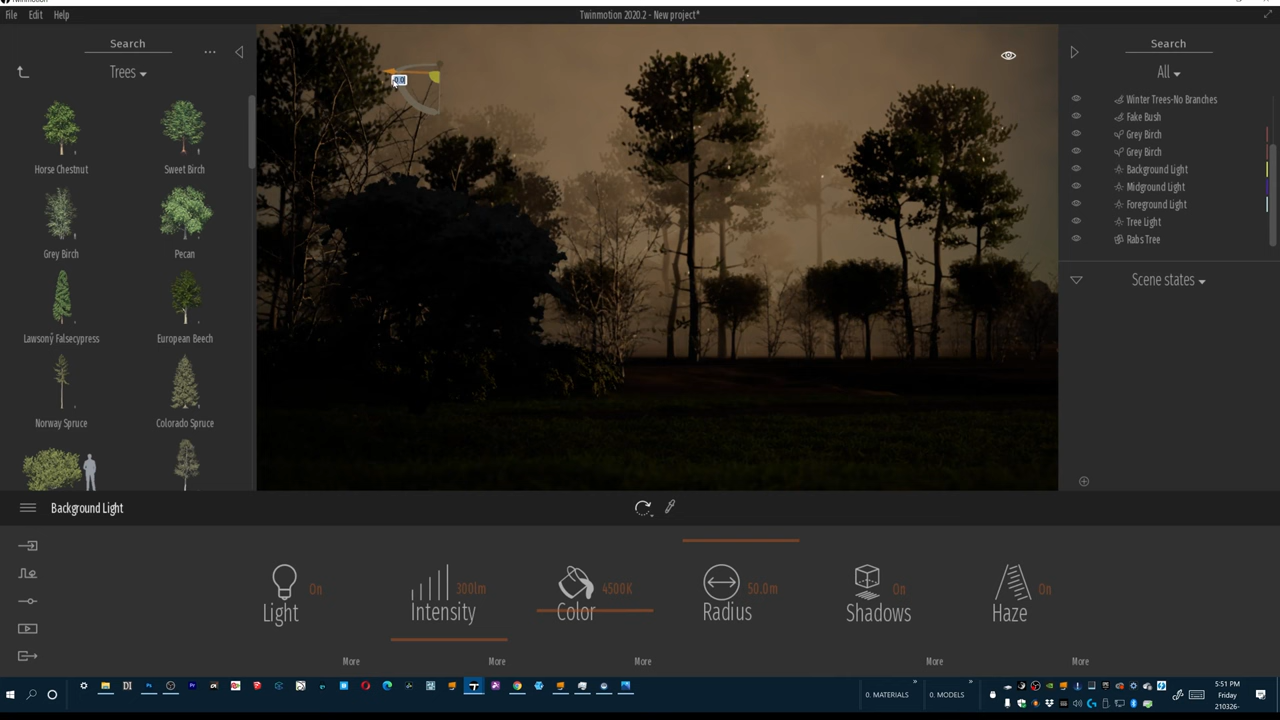 Twinmotion
File Edit Help
Twinmotion 2020.2 - New project*
Search
...
Trees
Horse Chestnut
Sweet Birch
Grey Birch
Pecan
Lawsony Falsecypress
European Beech
Norway Spruce
Colorado Spruce
Search
All
Winter Trees-No Branches
Fake Bush
Grey Birch
Grey Birch
Background Light
Midground Light
Foreground Light
Tree Light
Rabs Tree
Scene states
Background Light
Light On
Intensity 300lm
Color 4500K
Radius 50.0m
Shadows On
Haze On
More
More
More
More
More
0. MATERIALS
0. MODELS
5:51 PM
Friday
210326-